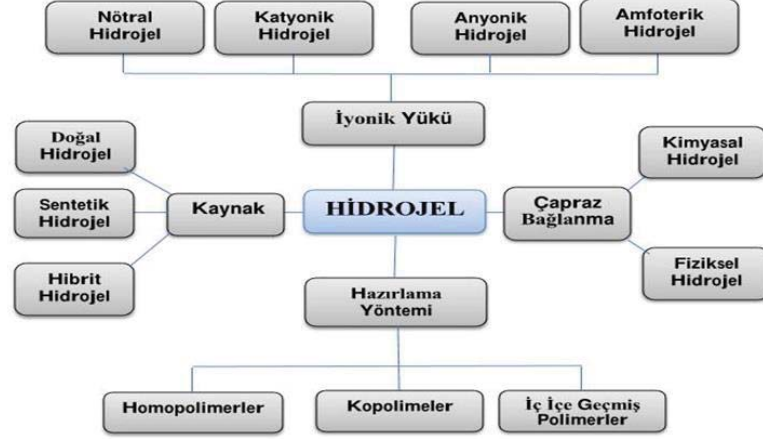 Nötral
Hidrojel
Katyonik
Hidrojel
Anyonik
Hidrojel
Amfoterik
Hidrojel
İyonik Yükü
Doğal
Hidrojel
Sentetik
Hidrojel
Hibrit
Hidrojel
Kaynak
HİDROJEL
Çapraz
Bağlanma
Kimyasal
Hidrojel
Fiziksel
Hidrojel
Hazırlama
Yöntemi
Homopolimerler
Kopolimeler
İç İçe Geçmiş
Polimerler